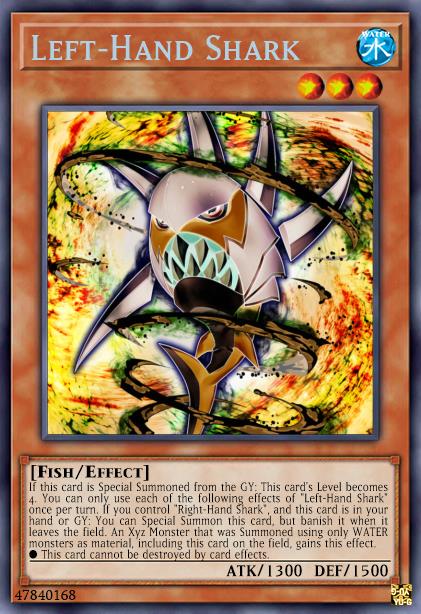 LEFT-HAND SHARK
WATER
水
[FISH/EFFECT]
If this card is Special Summoned from the GY: This card's Level becomes
4. You can only use each of the following effects of "Left-Hand Shark"
once per turn. If you control "Right-Hand Shark", and this card is in your
hand or GY: You can Special Summon this card, but banish it when it
leaves the field. An Xyz Monster that was Summoned using only WATER
monsters as material, including this card on the field, gains this effect.
● This card cannot be destroyed by card effects.
ATK/1300 DEF/1500
47840168